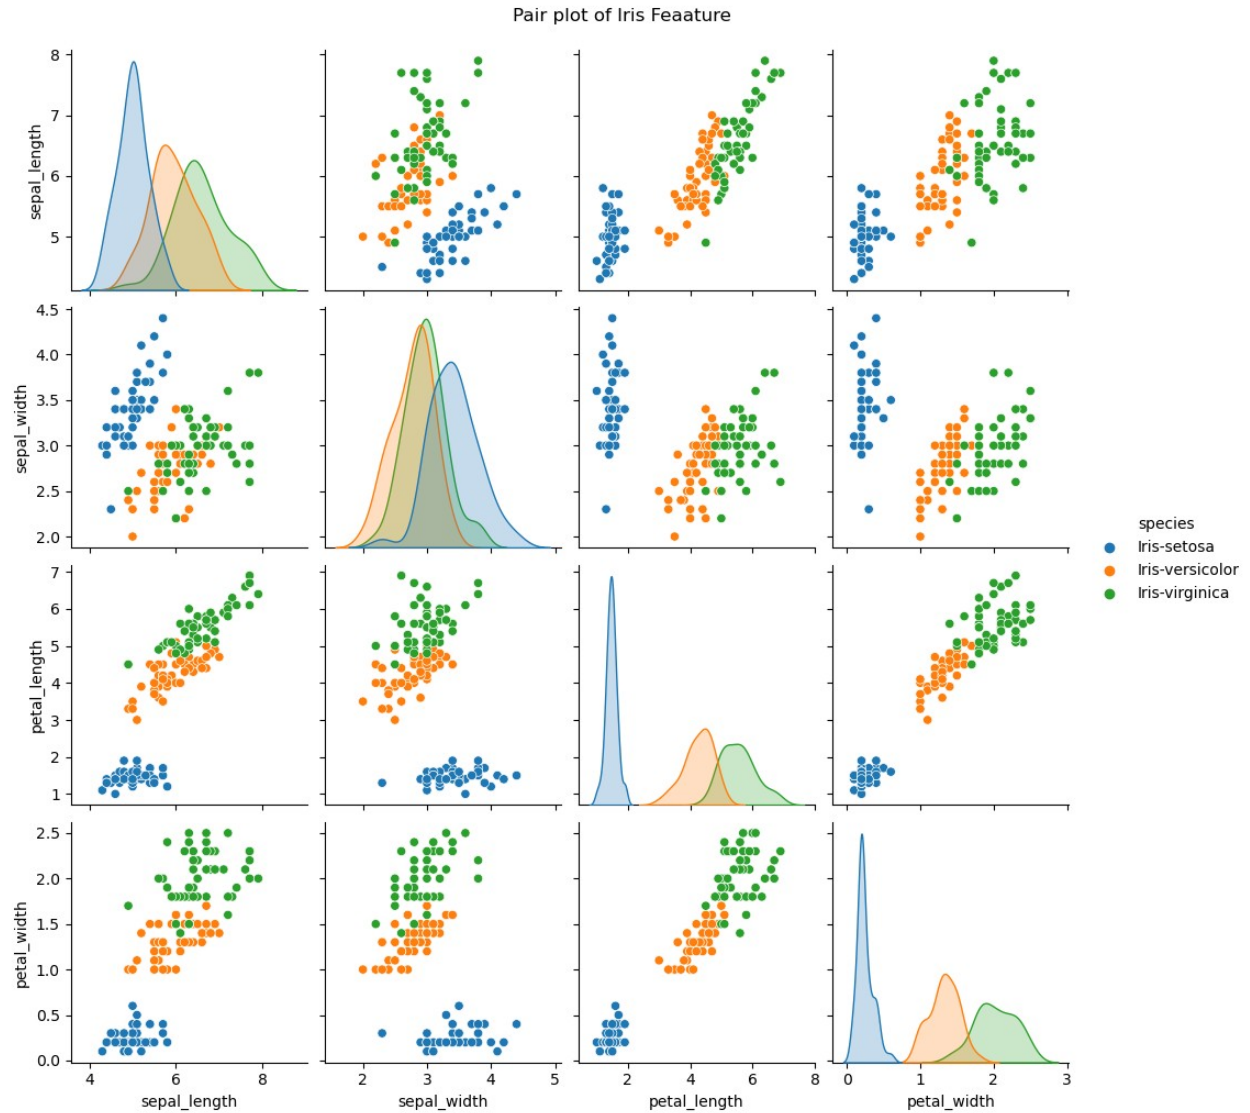 Pair plot of Iris Feaature
8
7
6
5
sepal_length
4.5
4.0
3.5
3.0
2.5
2.0
sepal_width
species
Iris-setosa
Iris-versicolor
Iris-virginica
7
6
5
4
3
2
1
petal_length
2.5
2.0
1.5
1.0
0.5
0.0
petal_width
4 6 8 2 3 4 5 2 4 6 8 0 1 2 3
sepal_length sepal_width petal_length petal_width